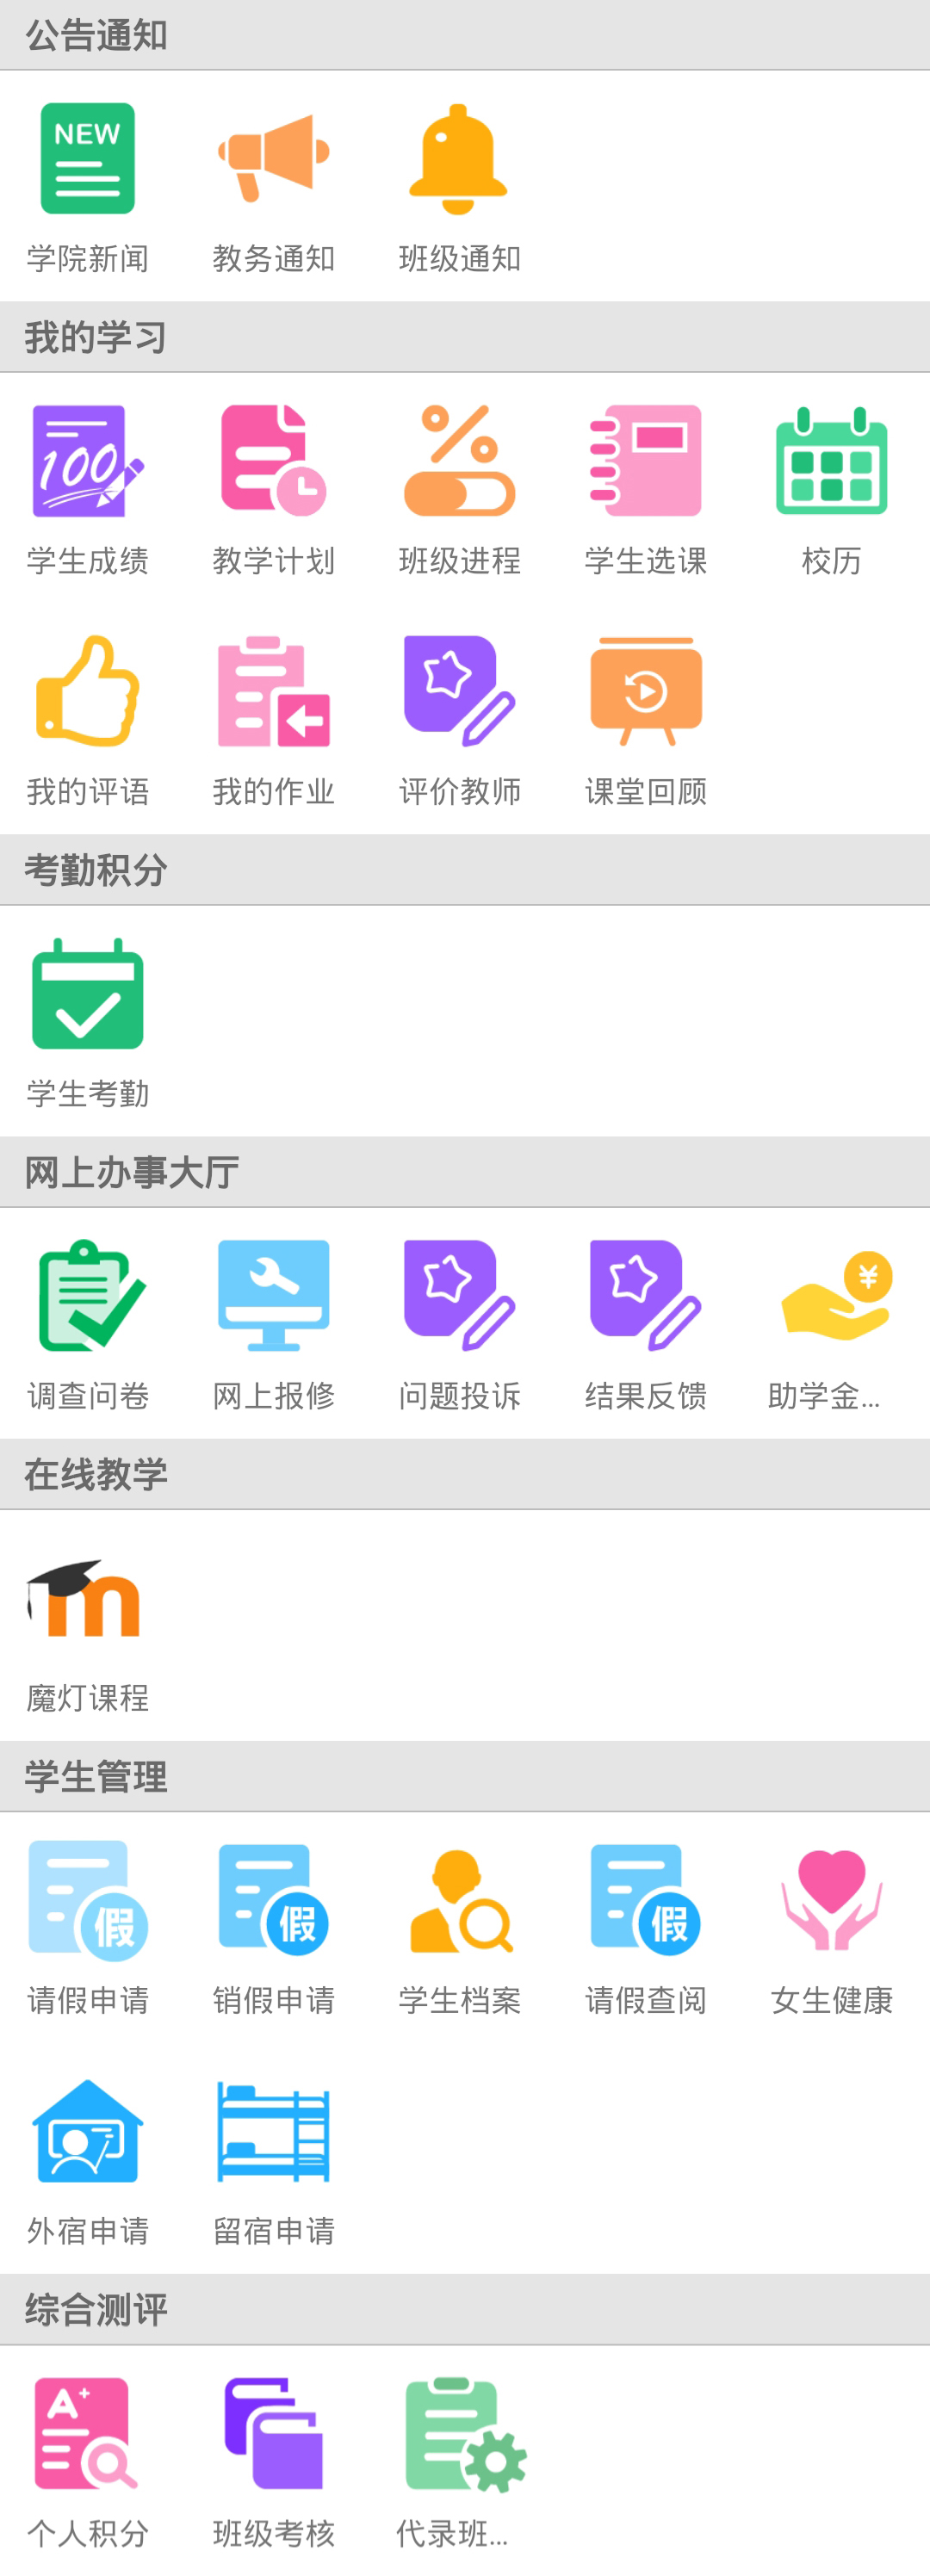 公告通知
NEW
学院新闻 教务通知 班级通知
我的学习
100
学生成绩 教学计划 班级进程 学生选课 校历
我的评语 我的作业 评价教师 课堂回顾
考勤积分
学生考勤
网上办事大厅
¥
调查问卷 网上报修 问题投诉 结果反馈 助学金...
在线教学
m
魔灯课程
学生管理
假 假 假
请假申请 销假申请 学生档案 请假查阅 女生健康
外宿申请 留宿申请
综合测评
A+
个人积分 班级考核 代录班...